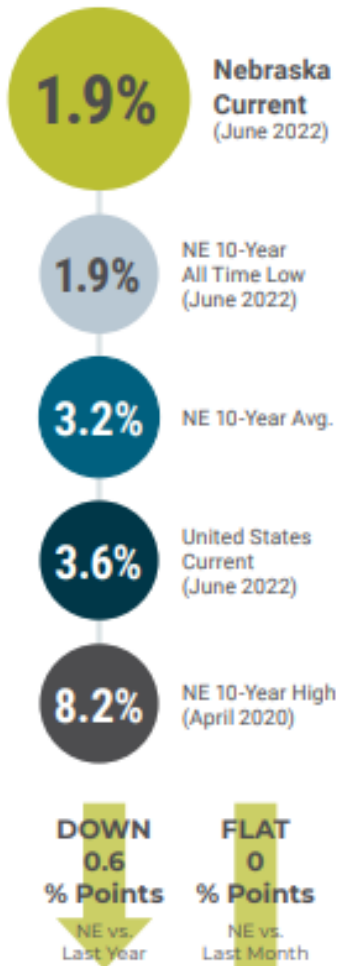 1.9%
Nebraska
Current
(June 2022)
1.9%
NE 10-Year
All Time Low
(June 2022)
3.2%
NE 10-Year Avg.
3.6%
United States
Current
(June 2022)
8.2%
NE 10-Year High
(April 2020)
DOWN
0.6
% Points
NE vs.
Last Year
FLAT
0
% Points
NE vs.
Last Month